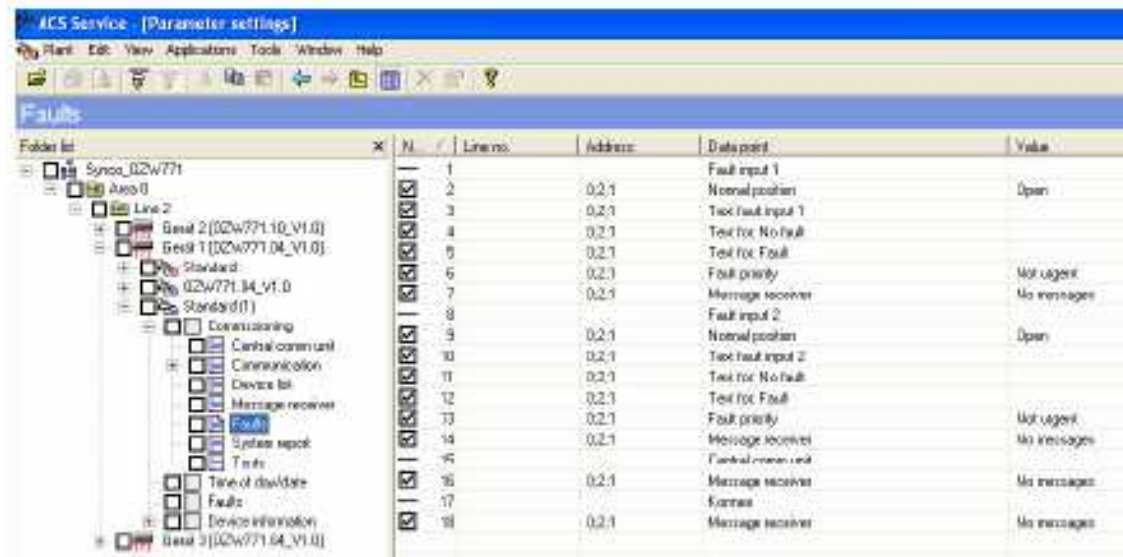 ACS Service - [Parameter settings]
Plant Edit View Applications Tools Window Help
Faults
Folder list
Synco_OZW771
Area 0
Line 2
Gerät 2 [OZW771.10_V1.0]
Gerät 1 [OZW771.04_V1.0]
Standard
OZW771.04_V1.0
Standard(1)
Commissioning
Central comm unit
Communication
Device list
Message receiver
Faults
System report
Texts
Time of day/date
Faults
Device information
Gerät 3 [OZW771.64_V1.0]
N... Line no. Address Datapoint Value
1 Fault input 1
2 0.2.1 Normal position Open
3 0.2.1 Text fault input 1
4 0.2.1 Text for: No fault
5 0.2.1 Text for: Fault
6 0.2.1 Fault priority Not urgent
7 0.2.1 Message receiver No messages
8 Fault input 2
9 0.2.1 Normal position Open
10 0.2.1 Text fault input 2
11 0.2.1 Text for: No fault
12 0.2.1 Text for: Fault
13 0.2.1 Fault priority Not urgent
14 0.2.1 Message receiver No messages
15 Central comm unit
16 0.2.1 Message receiver No messages
17 Konnex
18 0.2.1 Message receiver No messages